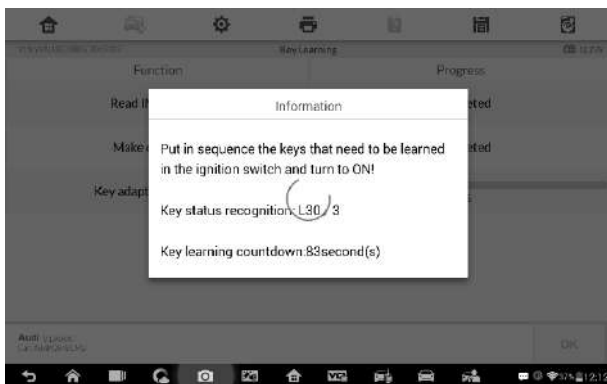 Key Learning
Function
Progress
Read
Make
Key adapt
Information
Put in sequence the keys that need to be learned
in the ignition switch and turn to ON!
Key status recognition: L30 / 3
Key learning countdown:83second(s)
Audi
OK